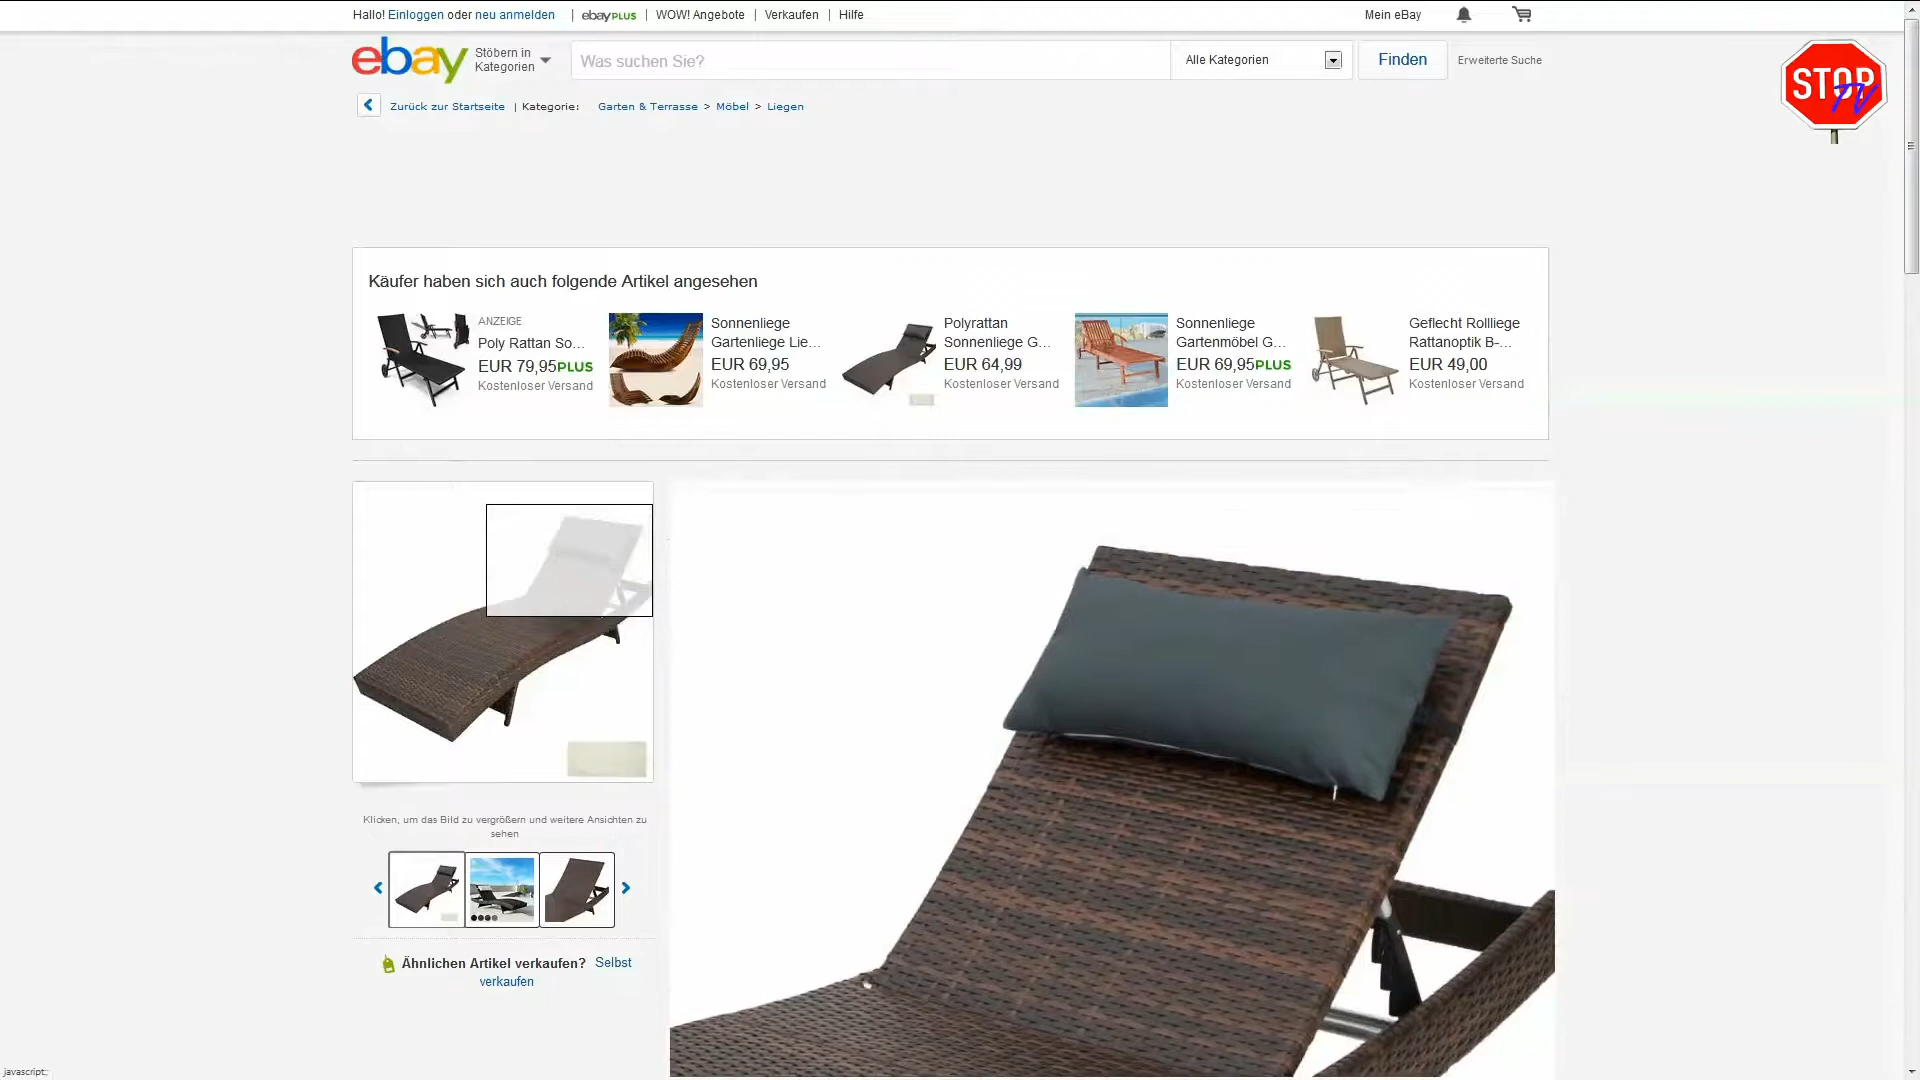 Hallo! Einloggen oder neu anmelden | ebayPLUS | WOW! Angebote | Verkaufen | Hilfe
Mein eBay
ebay
Stöbern in
Kategorien
Was suchen Sie?
Alle Kategorien
Finden
Erweiterte Suche
STOP
TV
Zurück zur Startseite | Kategorie: Garten & Terrasse > Möbel > Liegen
Käufer haben sich auch folgende Artikel angesehen
ANZEIGE
Poly Rattan So...
EUR 79,95PLUS
Kostenloser Versand
Sonnenliege
Gartenliege Lie...
EUR 69,95
Kostenloser Versand
Polyrattan
Sonnenliege G...
EUR 64,99
Kostenloser Versand
Sonnenliege
Gartenmöbel G...
EUR 69,95PLUS
Kostenloser Versand
Geflecht Rollliege
Rattanoptik B-...
EUR 49,00
Kostenloser Versand
Klicken, um das Bild zu vergrößern und weitere Ansichten zu
sehen
Ähnlichen Artikel verkaufen? Selbst
verkaufen
javascript:;